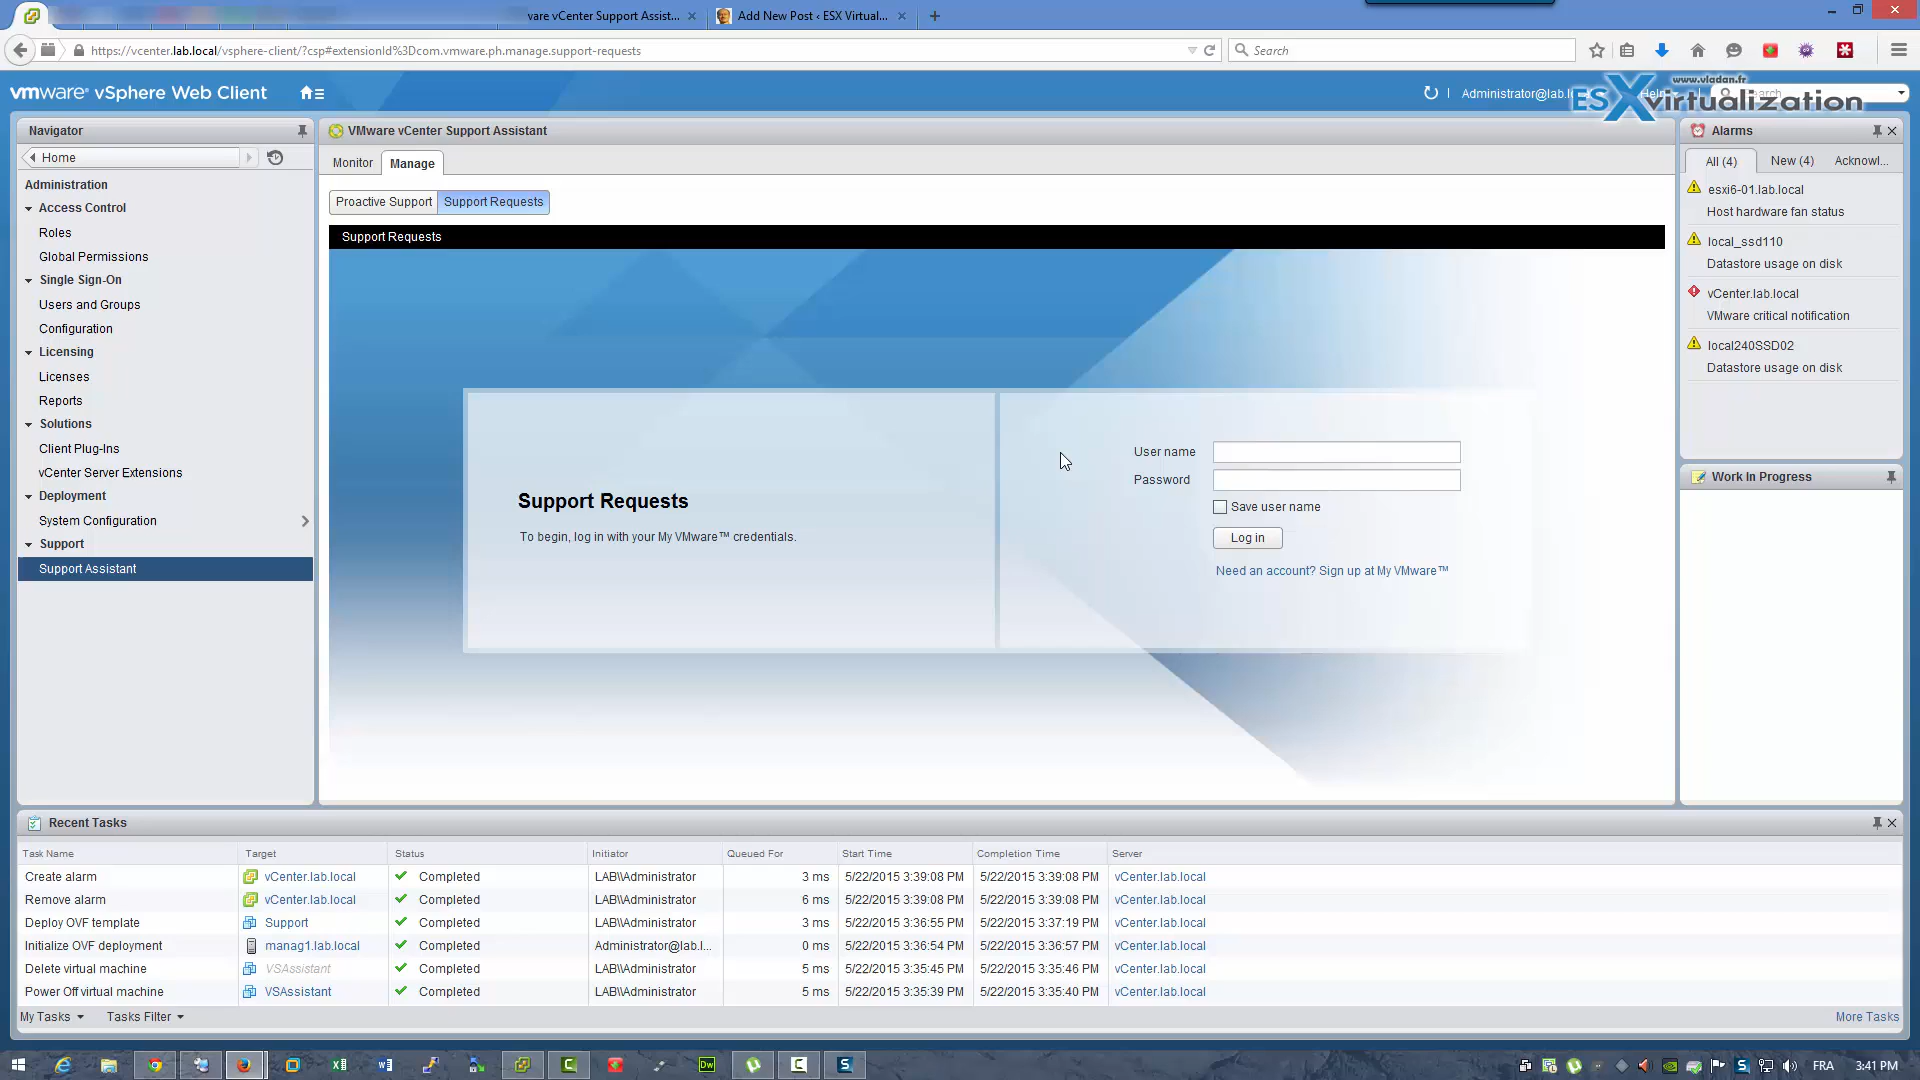 ware vCenter Support Assist...
Add New Post ‹ ESX Virtual...
https://vcenter.lab.local/vsphere-client/?csp#extensionId%3Dcom.vmware.ph.manage.support-requests
Search
vmware® vSphere Web Client
Administrator@lab.l
Help
Search
www.vladan.fr
ESXvirtualization
Navigator
Home
Administration
Access Control
Roles
Global Permissions
Single Sign-On
Users and Groups
Configuration
Licensing
Licenses
Reports
Solutions
Client Plug-Ins
vCenter Server Extensions
Deployment
System Configuration
Support
Support Assistant
VMware vCenter Support Assistant
Monitor Manage
Proactive Support Support Requests
Support Requests
Support Requests
To begin, log in with your My VMware™ credentials.
User name
Password
Save user name
Log in
Need an account? Sign up at My VMware™
Alarms
All (4) New (4) Acknowl...
esxi6-01.lab.local
Host hardware fan status
local_ssd110
Datastore usage on disk
vCenter.lab.local
VMware critical notification
local240SSD02
Datastore usage on disk
Work In Progress
Recent Tasks
Task Name Target Status Initiator Queued For Start Time Completion Time Server
Create alarm vCenter.lab.local Completed LAB\\Administrator 3 ms 5/22/2015 3:39:08 PM 5/22/2015 3:39:08 PM vCenter.lab.local
Remove alarm vCenter.lab.local Completed LAB\\Administrator 6 ms 5/22/2015 3:39:08 PM 5/22/2015 3:39:08 PM vCenter.lab.local
Deploy OVF template Support Completed LAB\\Administrator 3 ms 5/22/2015 3:36:55 PM 5/22/2015 3:37:19 PM vCenter.lab.local
Initialize OVF deployment manag1.lab.local Completed Administrator@lab.l... 0 ms 5/22/2015 3:36:54 PM 5/22/2015 3:36:57 PM vCenter.lab.local
Delete virtual machine VSAssistant Completed LAB\\Administrator 5 ms 5/22/2015 3:35:45 PM 5/22/2015 3:35:46 PM vCenter.lab.local
Power Off virtual machine VSAssistant Completed LAB\\Administrator 5 ms 5/22/2015 3:35:39 PM 5/22/2015 3:35:40 PM vCenter.lab.local
My Tasks Tasks Filter More Tasks
FRA 3:41 PM